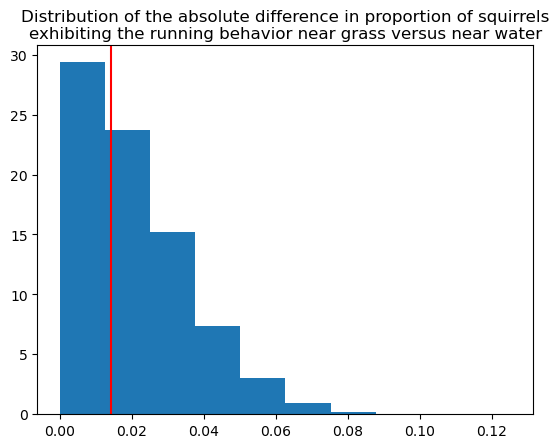 Distribution of the absolute difference in proportion of squirrels
exhibiting the running behavior near grass versus near water
30
25
20
15
10
5
0
0.00 0.02 0.04 0.06 0.08 0.10 0.12